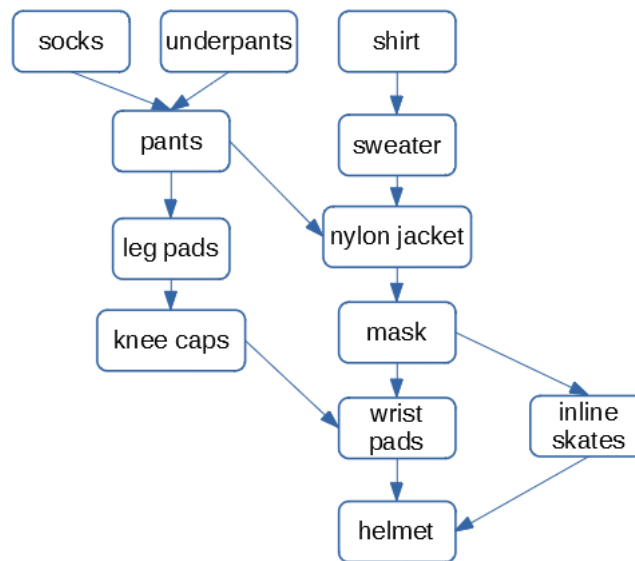 socks
underpants
shirt
pants
sweater
leg pads
nylon jacket
knee caps
mask
wrist
pads
inline
skates
helmet